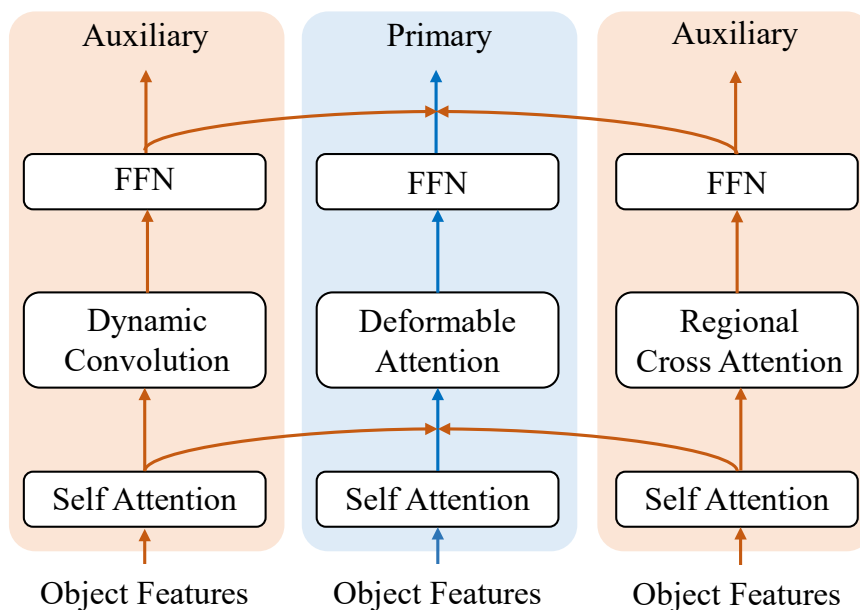 Auxiliary
Primary
Auxiliary
FFN
FFN
FFN
Dynamic
Convolution
Deformable
Attention
Regional
Cross Attention
Self Attention
Self Attention
Self Attention
Object Features
Object Features
Object Features